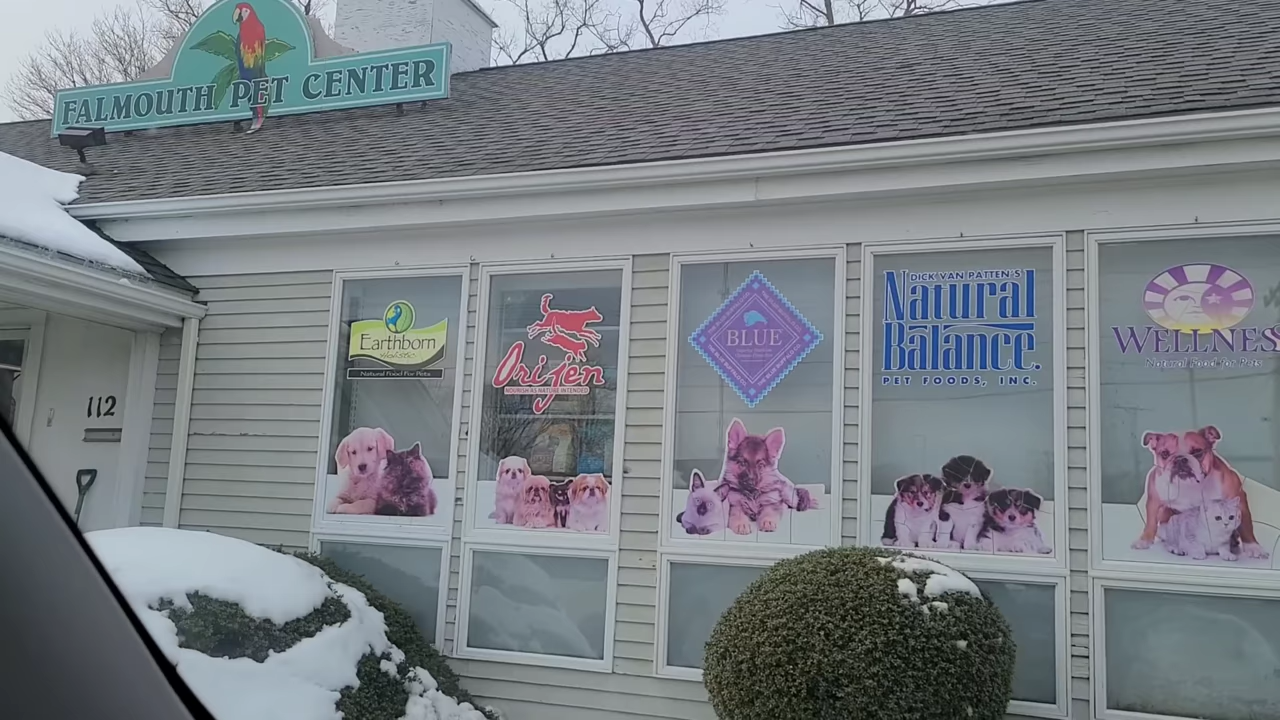 FALMOUTH PET CENTER
112
Earthborn
Holistic
Natural Food For Pets
Orijen
NOURISH AS NATURE INTENDED
BLUE
DICK VAN PATTEN'S
Natural
Balance.
PET FOODS, INC.
WELLNESS
Natural Food for Pets